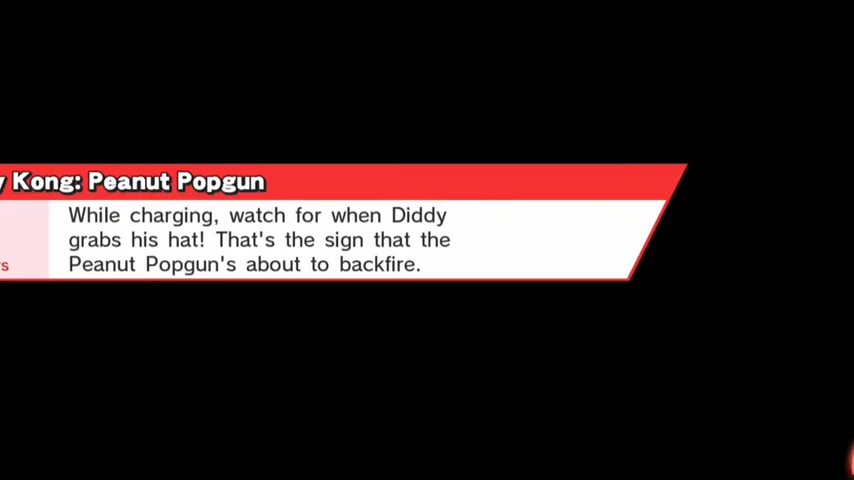 y Kong: Peanut Popgun
While charging, watch for when Diddy
grabs his hat! That's the sign that the
rs Peanut Popgun's about to backfire.